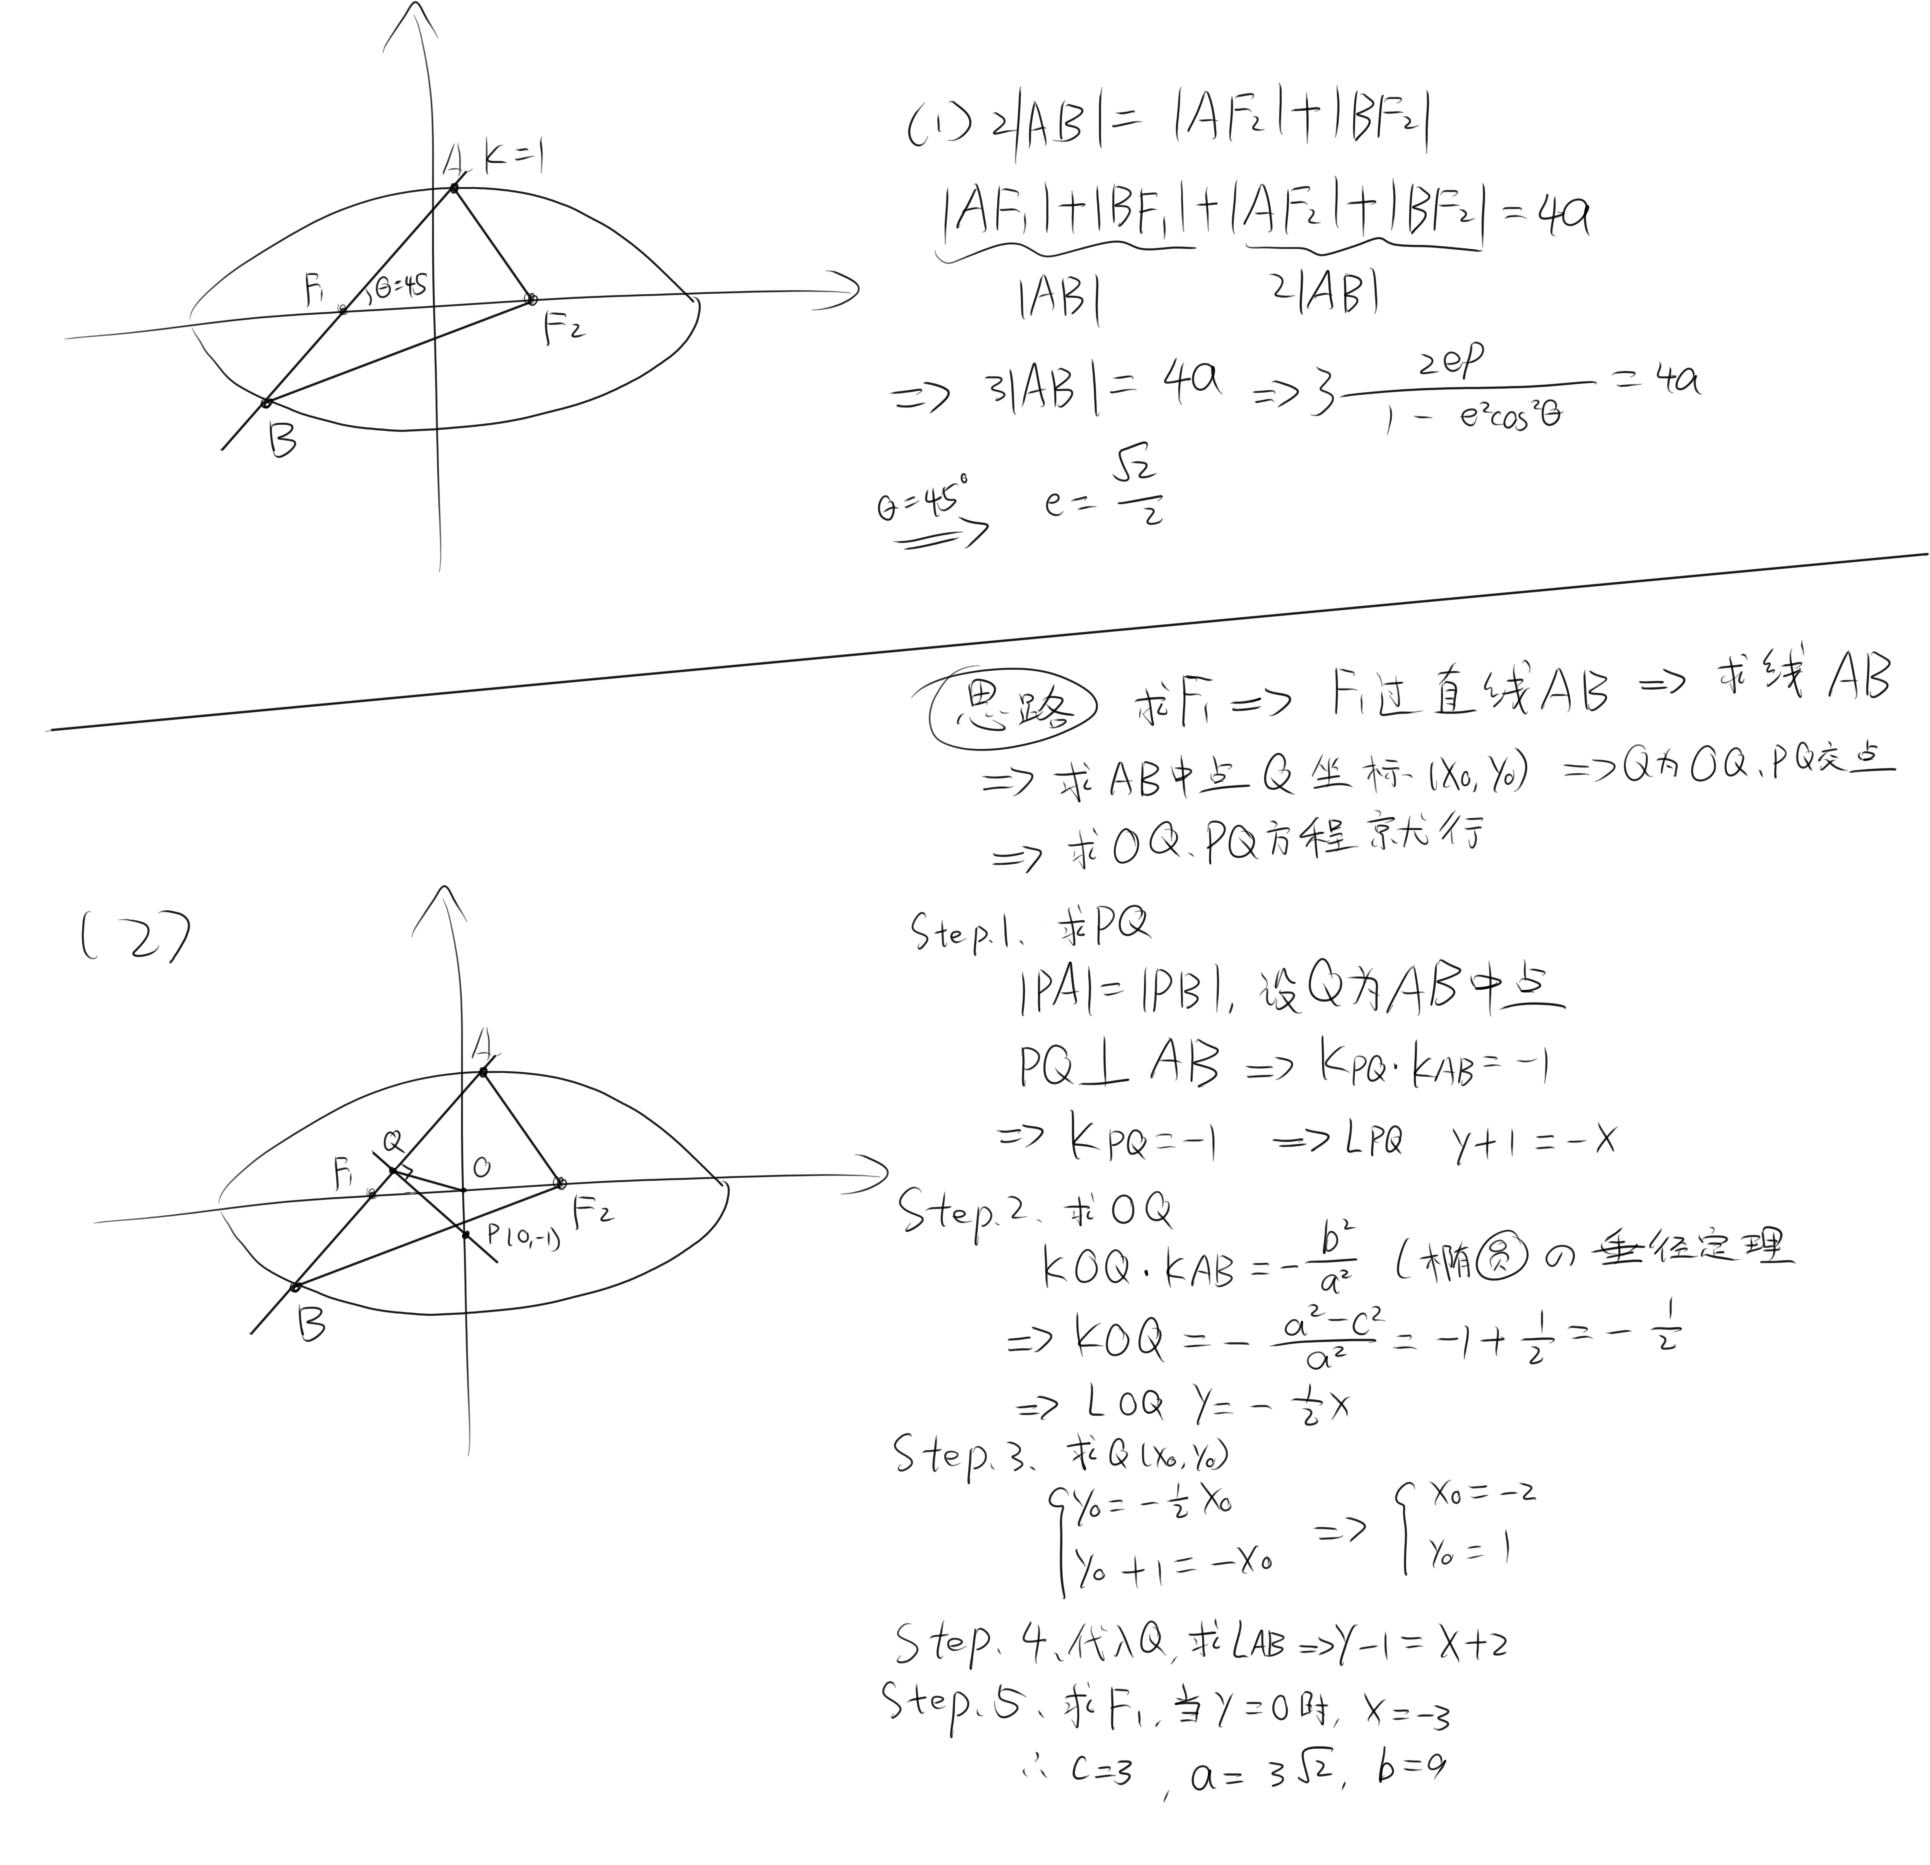 A K=1
F₁ θ=45
F₂
B
(1) 2|AB| = |AF₂|+|BF₂|
|AF₁|+|BF₁|+|AF₂|+|BF₂| = 4a
|AB| 2|AB|
=> 3|AB| = 4a => 3 2ep/(1 - e²cos²θ) = 4a
θ=45° => e = √2/2
思路 求F₁ => F₁过直线AB => 求线AB
=> 求AB中点Q坐标(X₀,Y₀) => Q为OQ、PQ交点
=> 求OQ、PQ方程就行
(2)
A
Q
F₁ O
F₂
P(0,-1)
B
Step.1、求PQ
|PA|=|PB|, 设Q为AB中点
PQ⊥AB => KPQ·KAB=-1
=> KPQ=-1 => LPQ Y+1=-X
Step.2、求OQ
KOQ·KAB = -b²/a² (椭圆の垂径定理
=> KOQ = - (a²-c²)/a² = -1+1/2 = -1/2
=> LOQ Y = -1/2 X
Step.3、求Q(X₀,Y₀)
{ Y₀ = -1/2 X₀ => { X₀=-2
Y₀+1=-X₀ Y₀=1
Step.4、代入Q, 求LAB => Y-1=X+2
Step.5、求F₁, 当Y=0时, X=-3
∴ C=3, a=3√2, b=9